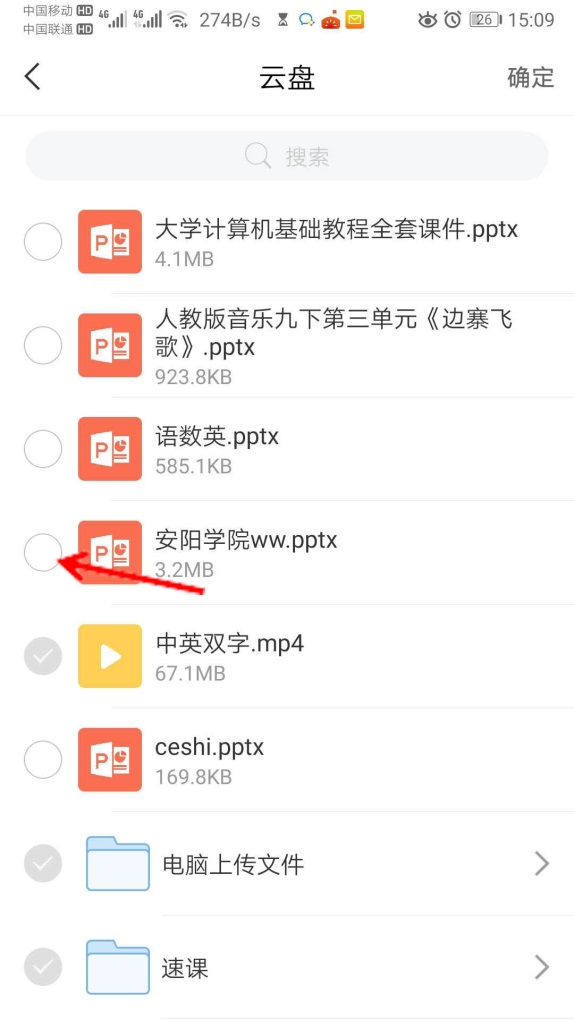 中国移动 HD 4G 4G 274B/s 26 15:09
中国联通 HD
云盘 确定
搜索
大学计算机基础教程全套课件.pptx
4.1MB
人教版音乐九下第三单元《边寨飞
歌》.pptx
923.8KB
语数英.pptx
585.1KB
安阳学院ww.pptx
3.2MB
中英双字.mp4
67.1MB
ceshi.pptx
169.8KB
电脑上传文件
速课